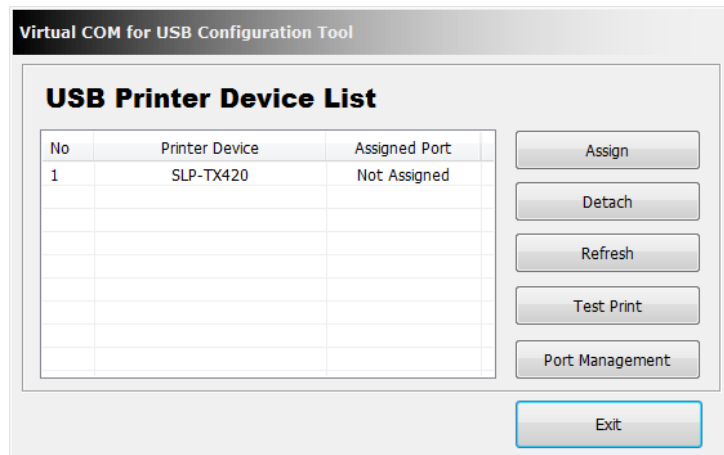 Virtual COM for USB Configuration Tool
USB Printer Device List
No Printer Device Assigned Port
1 SLP-TX420 Not Assigned
Assign
Detach
Refresh
Test Print
Port Management
Exit